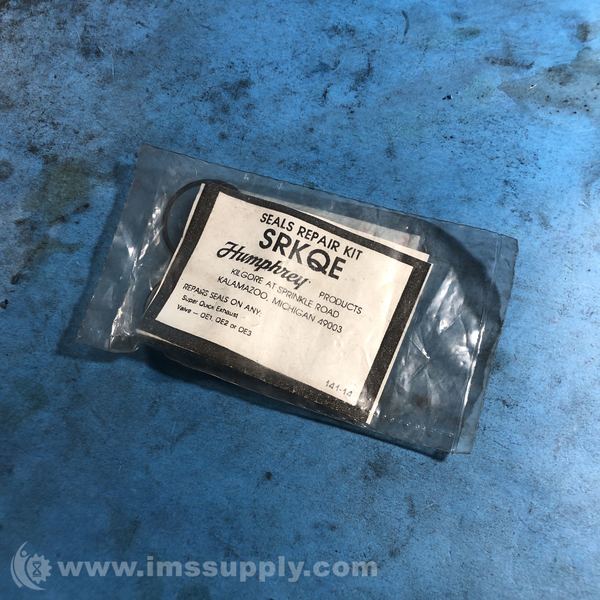 SEALS REPAIR KIT
SRKQE
Humphrey PRODUCTS
KILGORE AT SPRINKLE ROAD
KALAMAZOO, MICHIGAN 49003
REPAIRS SEALS ON ANY:
Super Quick Exhaust
Valve — QE1, QE2 or QE3
141-14
www.imssupply.com